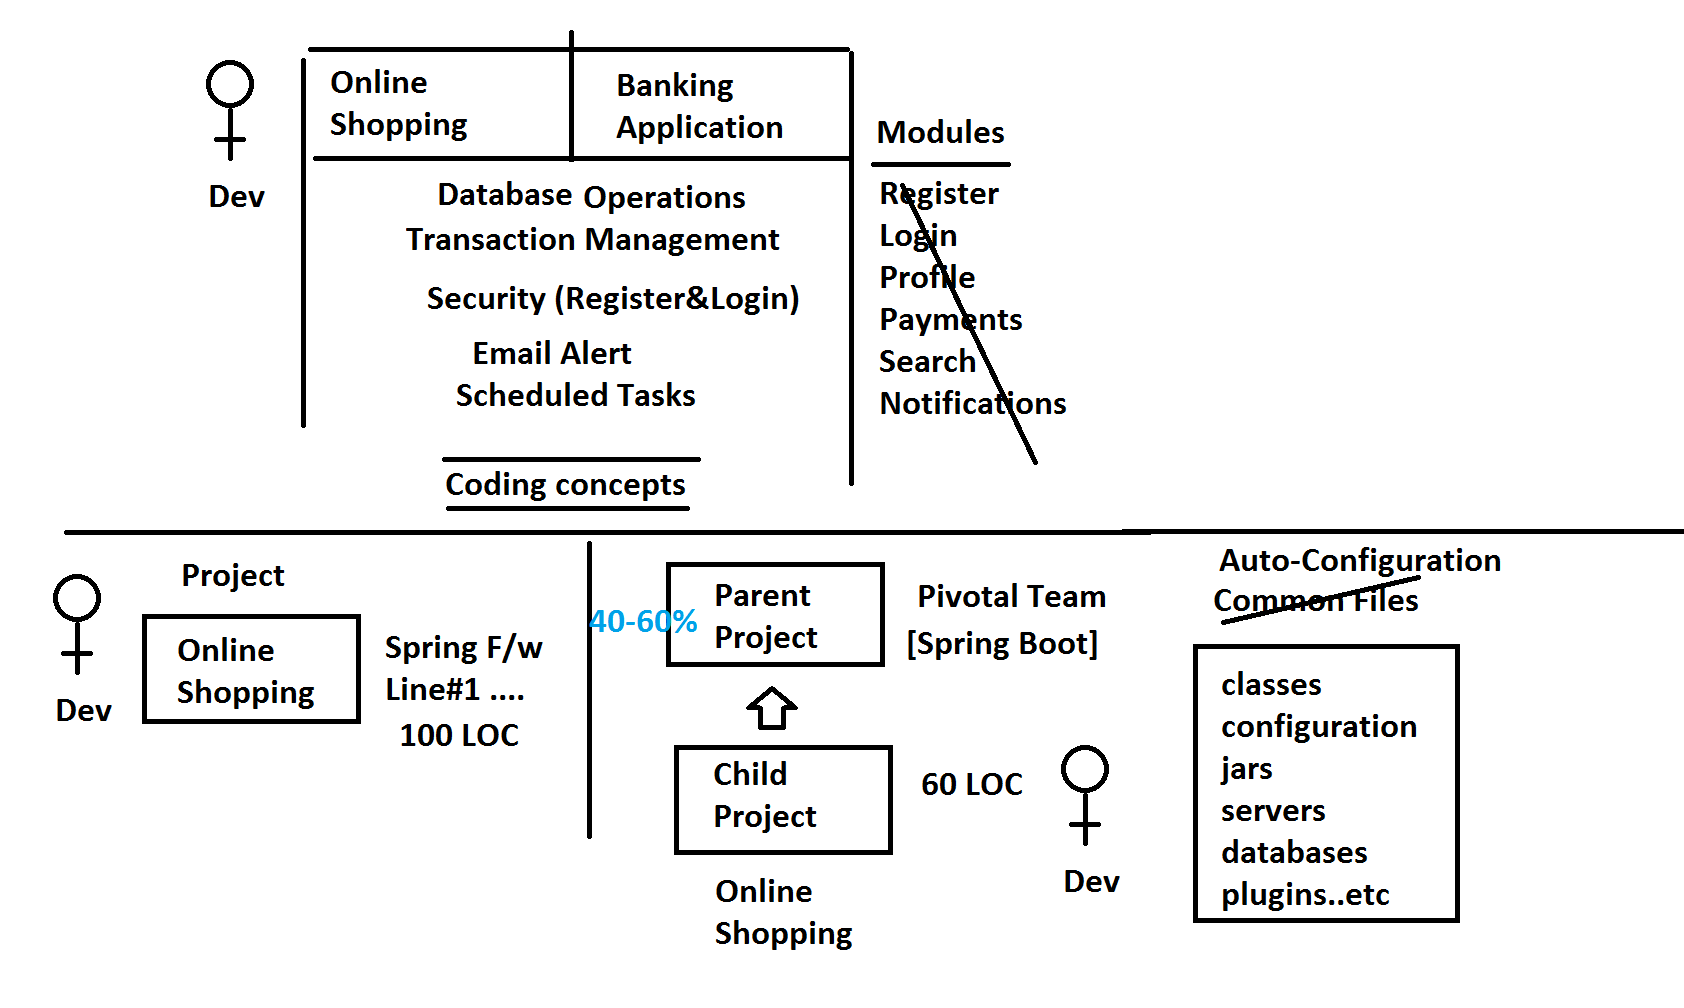 Online
Shopping
Banking
Application
Dev
Database Operations
Transaction Management
Security (Register&Login)
Email Alert
Scheduled Tasks
Coding concepts
Modules
Register
Login
Profile
Payments
Search
Notifications
Project
Dev
Online
Shopping
Spring F/w
Line#1 ....
100 LOC
40-60%
Parent
Project
Pivotal Team
[Spring Boot]
Child
Project
60 LOC
Dev
Online
Shopping
Auto-Configuration
Common Files
classes
configuration
jars
servers
databases
plugins..etc